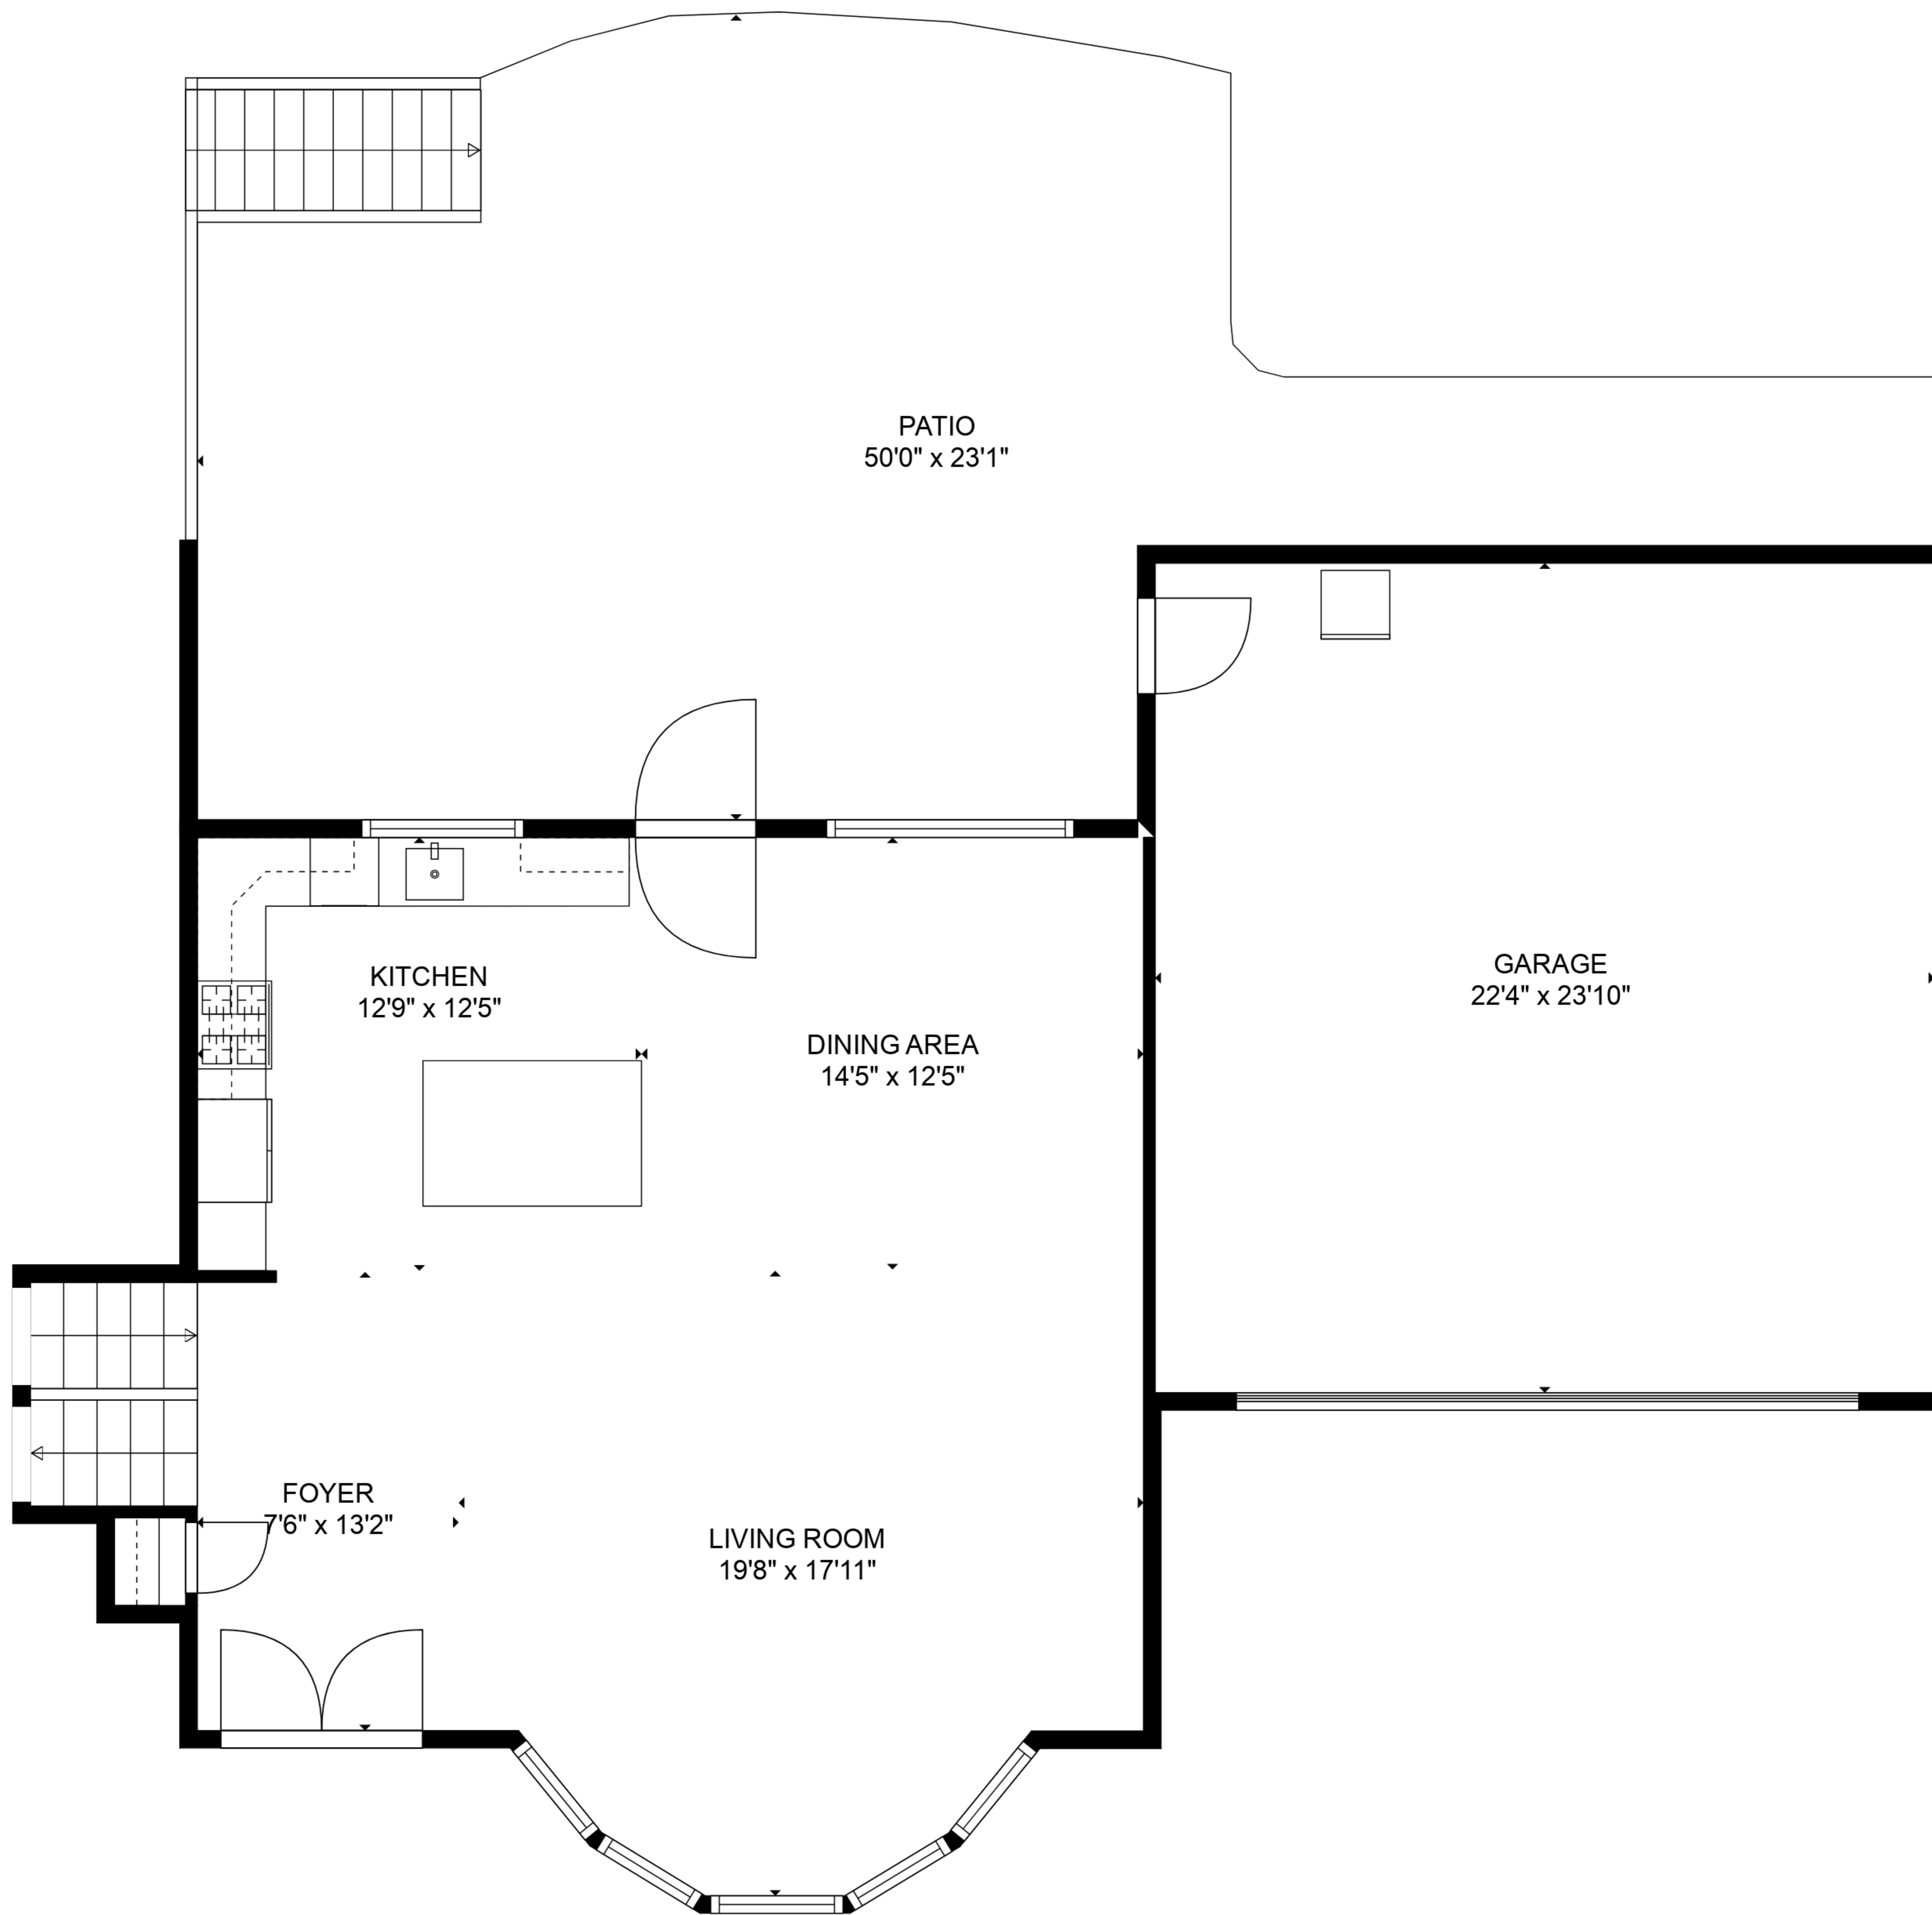 PATIO
50'0" x 23'1"
KITCHEN
12'9" x 12'5"
DINING AREA
14'5" x 12'5"
GARAGE
22'4" x 23'10"
FOYER
7'6" x 13'2"
LIVING ROOM
19'8" x 17'11"